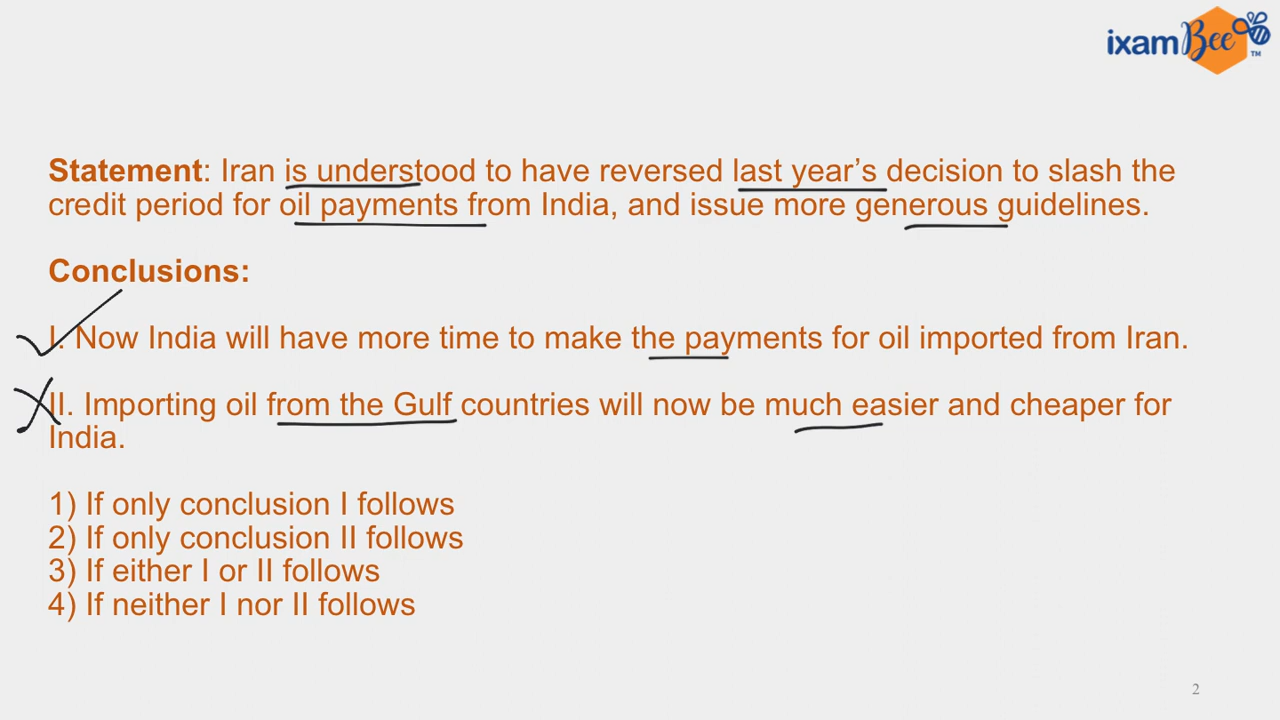 ixamBee™
Statement: Iran is understood to have reversed last year's decision to slash the
credit period for oil payments from India, and issue more generous guidelines.
Conclusions:
I. Now India will have more time to make the payments for oil imported from Iran.
II. Importing oil from the Gulf countries will now be much easier and cheaper for
India.
1) If only conclusion I follows
2) If only conclusion II follows
3) If either I or II follows
4) If neither I nor II follows
2